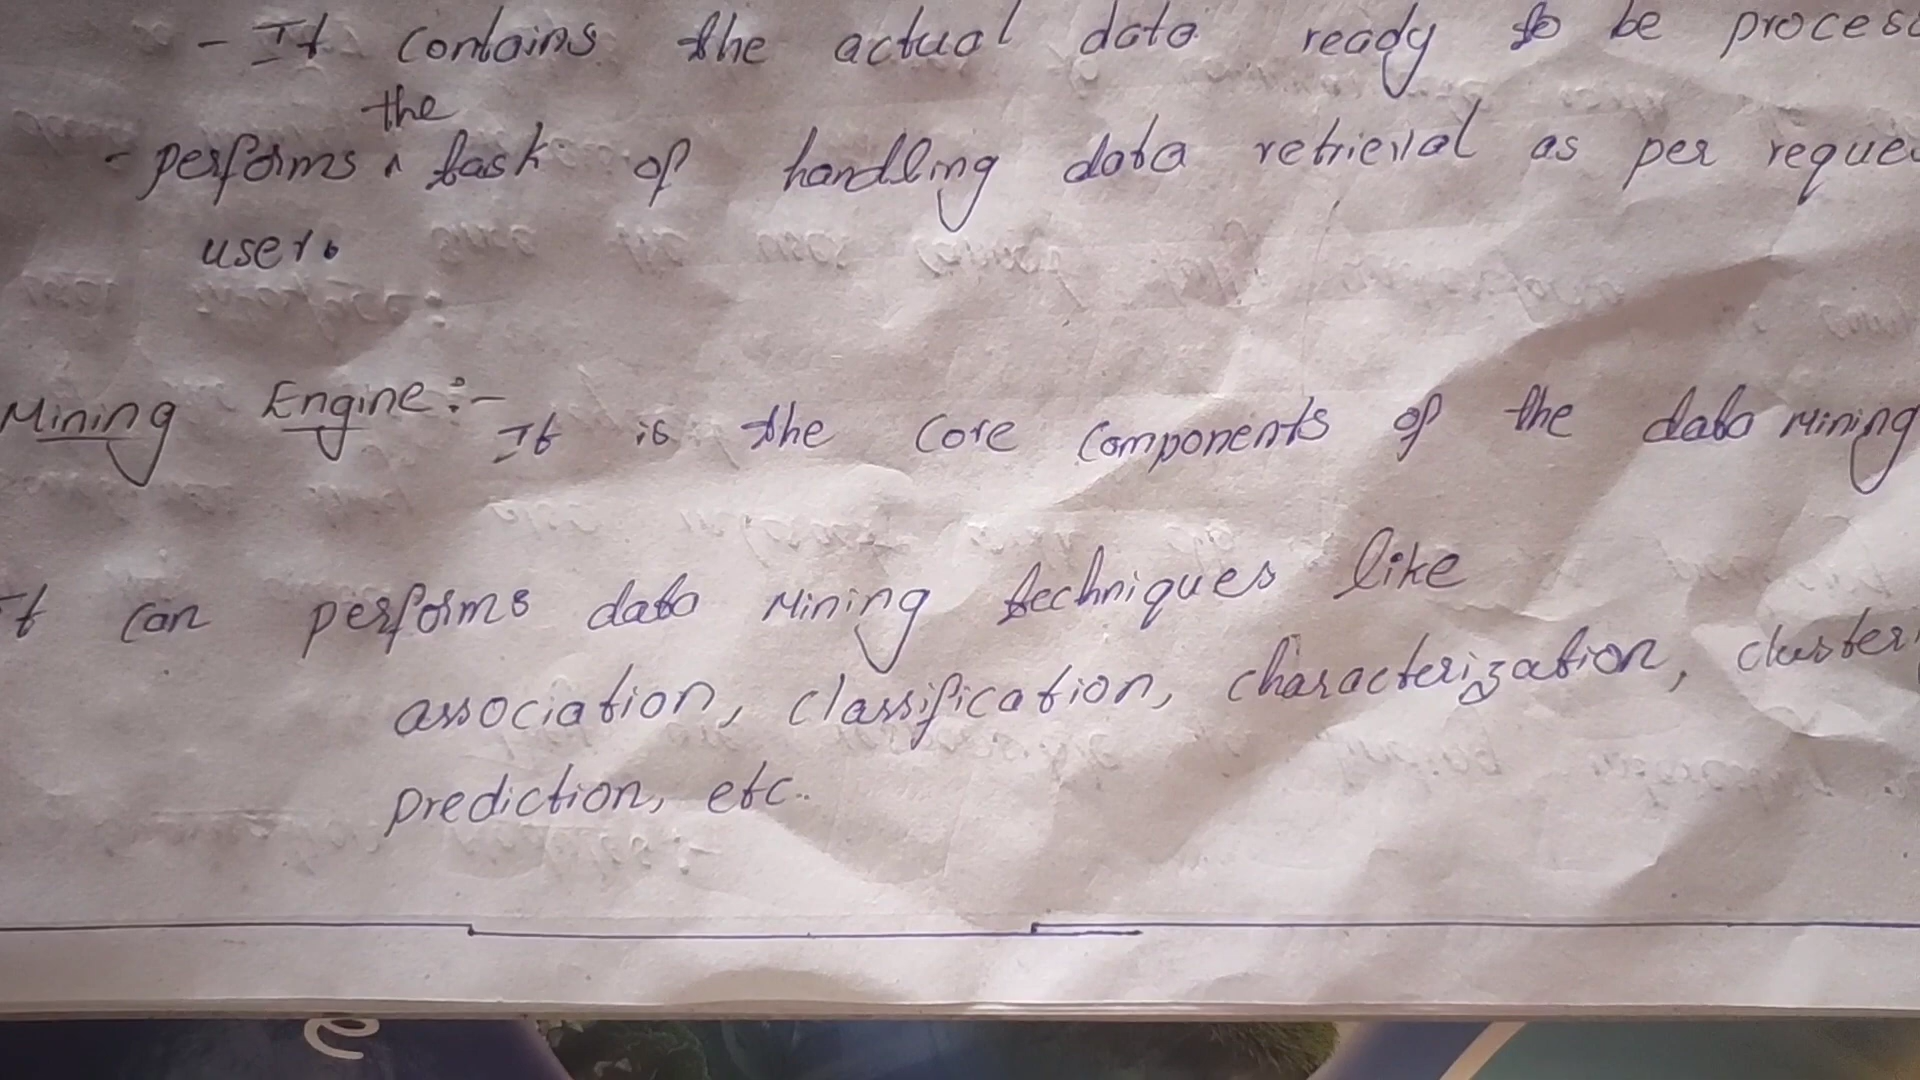 - It contains the actual data ready to be proces
the
- performs ^ task of handling data retrieval as per reque
user.
Mining Engine:- It is the core components of the data Mining
It can performs data Mining techniques like
association, classification, characterization, cluster
prediction, etc.